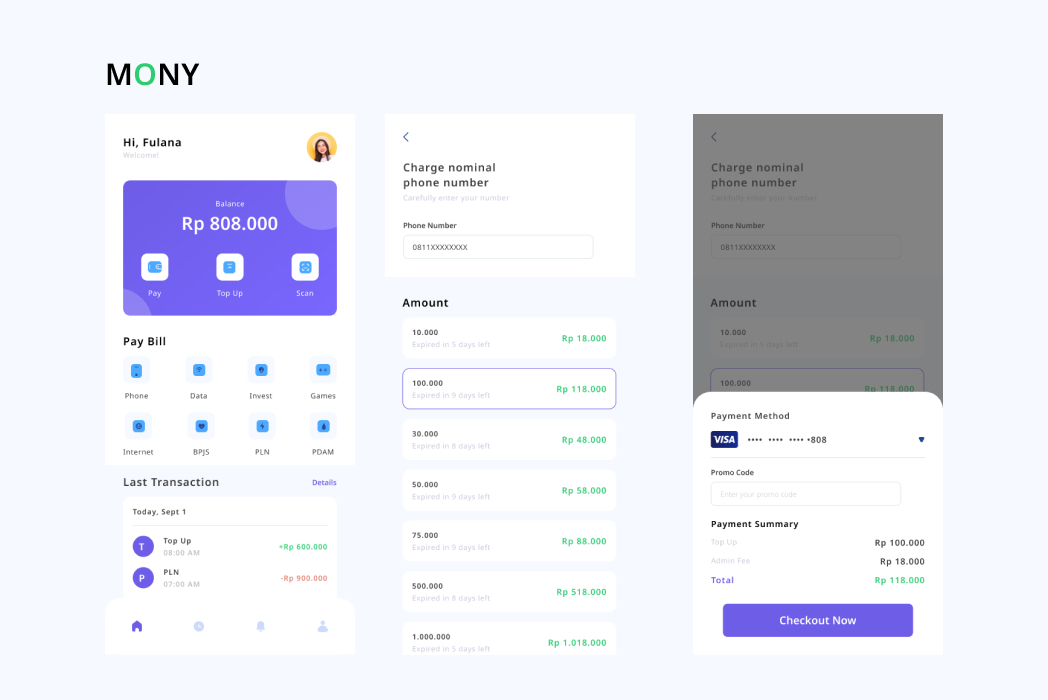 MONY
Hi, Fulana
Welcome!
Balance
Rp 808.000
Pay
Top Up
Scan
Pay Bill
Phone
Data
Invest
Games
Internet
BPJS
PLN
PDAM
Last Transaction
Details
Today, Sept 1
T
Top Up
08:00 AM
+Rp 600.000
P
PLN
07:00 AM
-Rp 900.000
Charge nominal
phone number
Carefully enter your number
Phone Number
0811XXXXXXXX
Amount
10.000
Expired in 5 days left
Rp 18.000
100.000
Expired in 9 days left
Rp 118.000
30.000
Expired in 8 days left
Rp 48.000
50.000
Expired in 9 days left
Rp 58.000
75.000
Expired in 9 days left
Rp 88.000
500.000
Expired in 8 days left
Rp 518.000
1.000.000
Expired in 5 days left
Rp 1.018.000
Charge nominal
phone number
Carefully enter your number
Phone Number
0811XXXXXXXX
Amount
10.000
Expired in 5 days left
Rp 18.000
100.000
Rp 118.000
Payment Method
VISA
•••• •••• •••• •808
Promo Code
Enter your promo code
Payment Summary
Top Up
Rp 100.000
Admin Fee
Rp 18.000
Total
Rp 118.000
Checkout Now